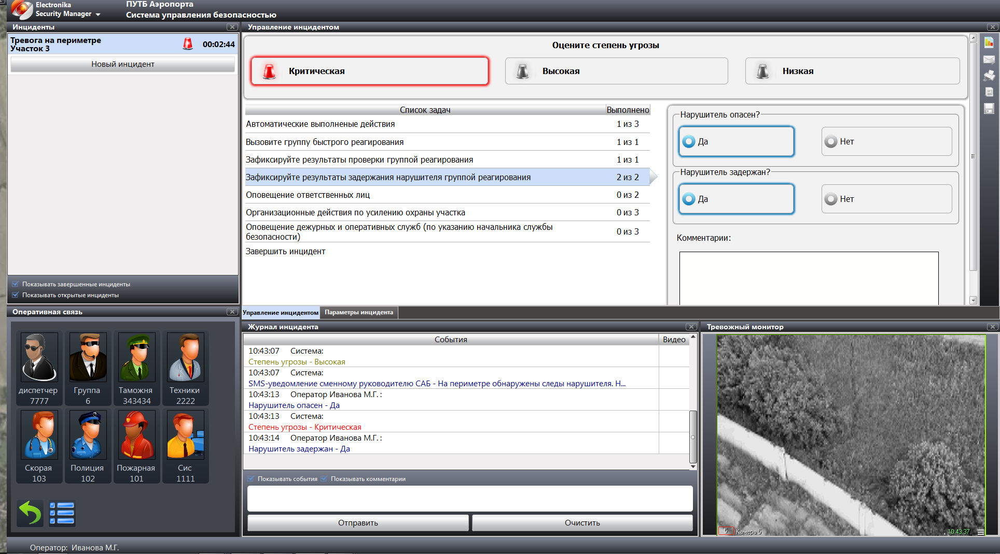 Electronika
Security Manager
ПУТБ Аэропорта
Система управления безопасностью
Инциденты
Тревога на периметре
Участок 3
00:02:44
Новый инцидент
Показывать завершенные инциденты
Показывать открытые инциденты
Управление инцидентом
Оцените степень угрозы
Критическая
Высокая
Низкая
Список задач
Выполнено
Автоматические выполненые действия 1 из 3
Вызовите группу быстрого реагирования 1 из 1
Зафиксируйте результаты проверки группой реагирования 1 из 1
Зафиксируйте результаты задержания нарушителя группой реагирования 2 из 2
Оповещение ответственных лиц 0 из 2
Организационные действия по усилению охраны участка 0 из 3
Оповещение дежурных и оперативных служб (по указанию начальника службы
безопасности) 0 из 3
Завершить инцидент
Нарушитель опасен?
Да
Нет
Нарушитель задержан?
Да
Нет
Комментарии:
Управление инцидентом
Параметры инцидента
Оперативная связь
диспетчер
7777
Группа
6
Таможня
343434
Техники
2222
Скорая
103
Полиция
102
Пожарная
101
Сис
1111
Журнал инцидента
События
Видео
10:43:07 Система:
Степень угрозы - Высокая
10:43:07 Система:
SMS-уведомление сменному руководителю САБ - На периметре обнаружены следы нарушителя. Н...
10:43:13 Оператор Иванова М.Г. :
Нарушитель опасен - Да
10:43:13 Система:
Степень угрозы - Критическая
10:43:14 Оператор Иванова М.Г. :
Нарушитель задержан - Да
Показывать события
Показывать комментарии
Отправить
Очистить
Тревожный монитор
5
Камера 5
10:43:37
Оператор: Иванова М.Г.